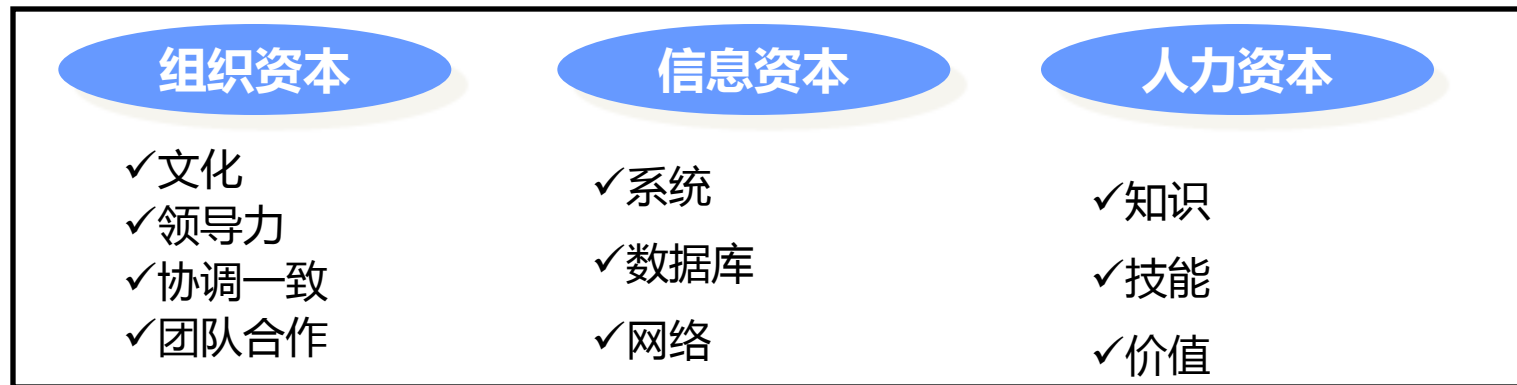 组织资本
✓文化
✓领导力
✓协调一致
✓团队合作
信息资本
✓系统
✓数据库
✓网络
人力资本
✓知识
✓技能
✓价值